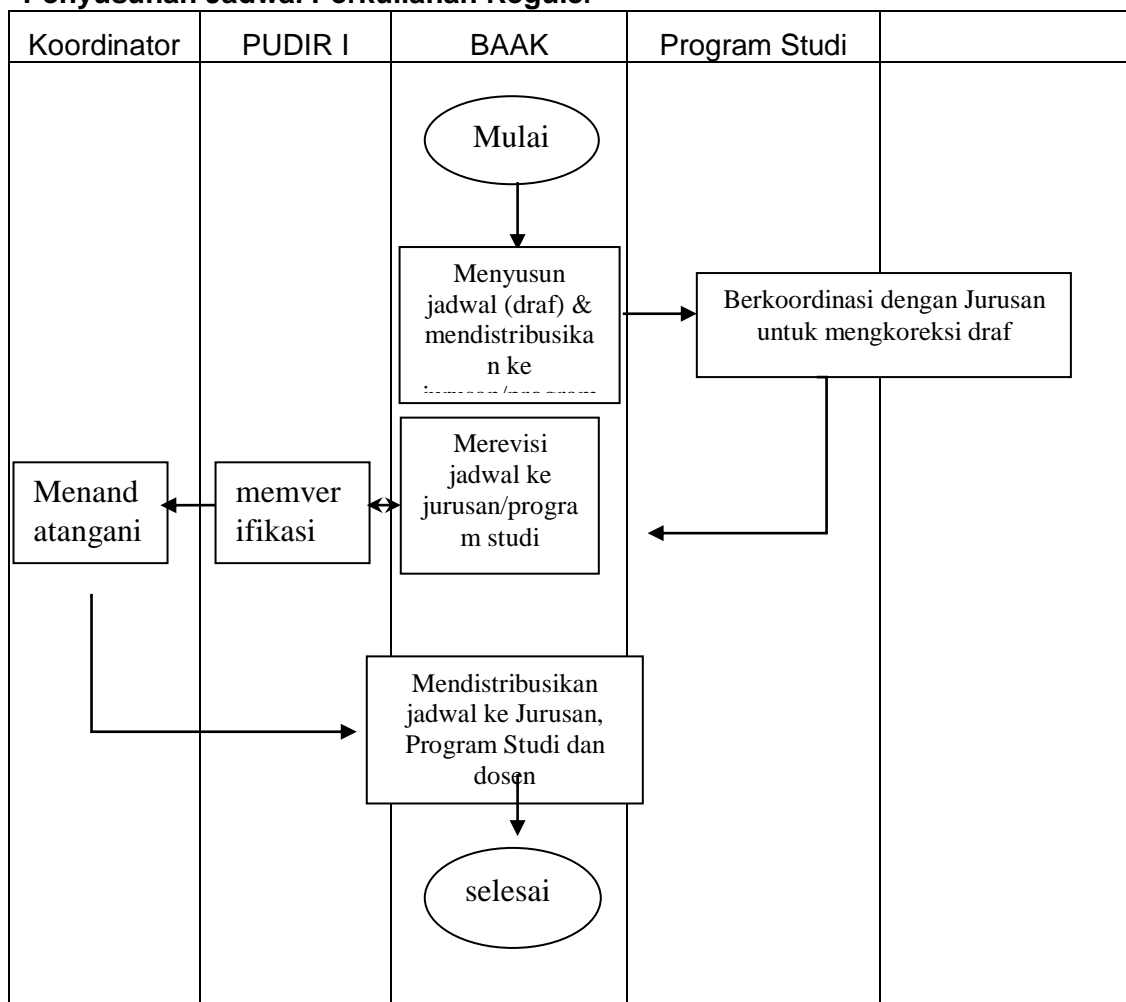 Penyusunan Jadwal Perkuliahan Reguler
Koordinator
PUDIR I
BAAK
Program Studi
Mulai
Menyusun
jadwal (draf) &
mendistribusika
n ke
jurusan/program
Berkoordinasi dengan Jurusan
untuk mengkoreksi draf
Menand
atangani
memver
ifikasi
Merevisi
jadwal ke
jurusan/progra
m studi
Mendistribusikan
jadwal ke Jurusan,
Program Studi dan
dosen
selesai